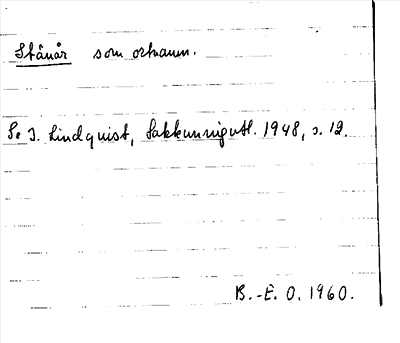 Stånår som ortnamn.
Se I. Lindquist, Sakkunnigutl. 1948, s. 12.
B.-E. O. 1960.